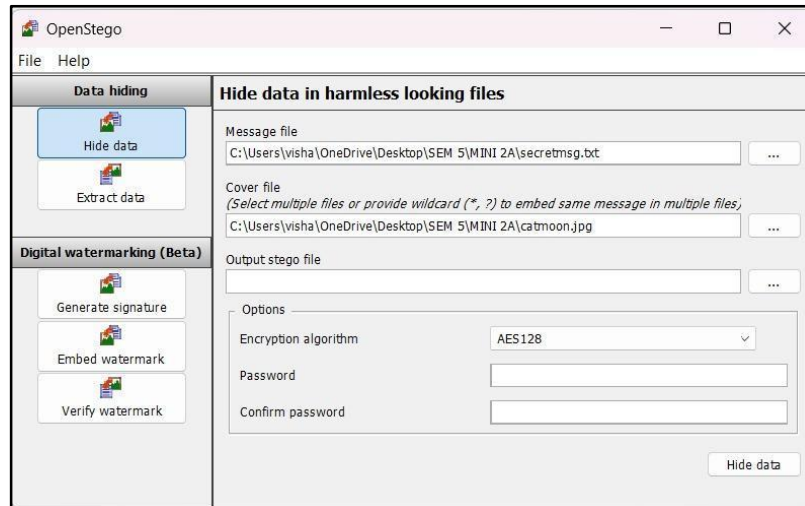 OpenStego
File Help
Data hiding
Hide data
Extract data
Digital watermarking (Beta)
Generate signature
Embed watermark
Verify watermark
Hide data in harmless looking files
Message file
C:\Users\visha\OneDrive\Desktop\SEM 5\MINI 2A\secretmsg.txt
...
Cover file
(Select multiple files or provide wildcard (*, ?) to embed same message in multiple files)
C:\Users\visha\OneDrive\Desktop\SEM 5\MINI 2A\catmoon.jpg
...
Output stego file
...
Options
Encryption algorithm AES128
Password
Confirm password
Hide data